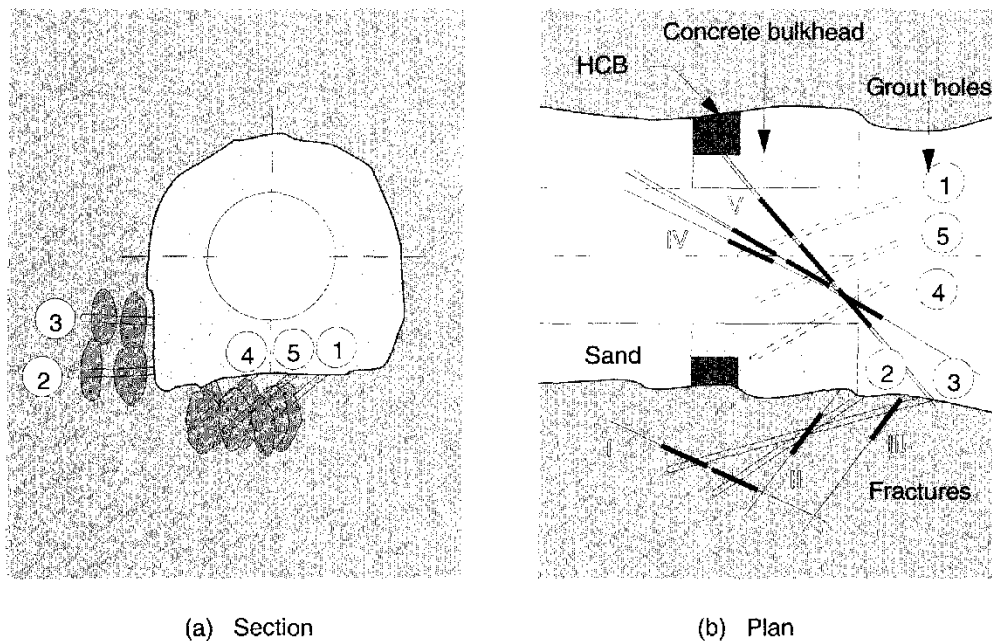 3
2
4 5 1
(a) Section
Concrete bulkhead
HCB
Grout holes
1
V
5
IV
4
Sand
2 3
I
II
III
Fractures
(b) Plan